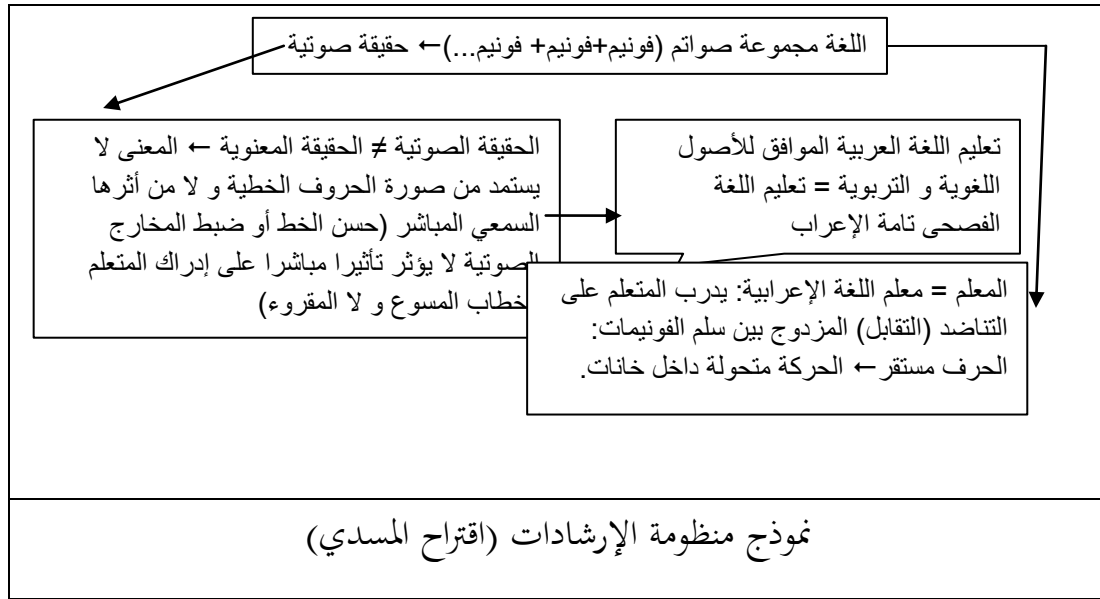 اللغة مجموعة صواتم (فونيم+فونيم+ فونيم...)← حقيقة صوتية
الحقيقة الصوتية ≠ الحقيقة المعنوية ← المعنى لا
يستمد من صورة الحروف الخطية و لا من أثرها
السمعي المباشر (حسن الخط أو ضبط المخارج
الصوتية لا يؤثر تأثيرا مباشرا على إدراك المتعلم
خطاب المسوع و لا المقروء)
تعليم اللغة العربية الموافق للأصول
اللغوية و التربوية = تعليم اللغة
الفصحى تامة الإعراب
المعلم = معلم اللغة الإعرابية: يدرب المتعلم على
التناضد (التقابل) المزدوج بين سلم الفونيمات:
الحرف مستقر← الحركة متحولة داخل خانات.
نموذج منظومة الإرشادات (اقتراح المسدي)